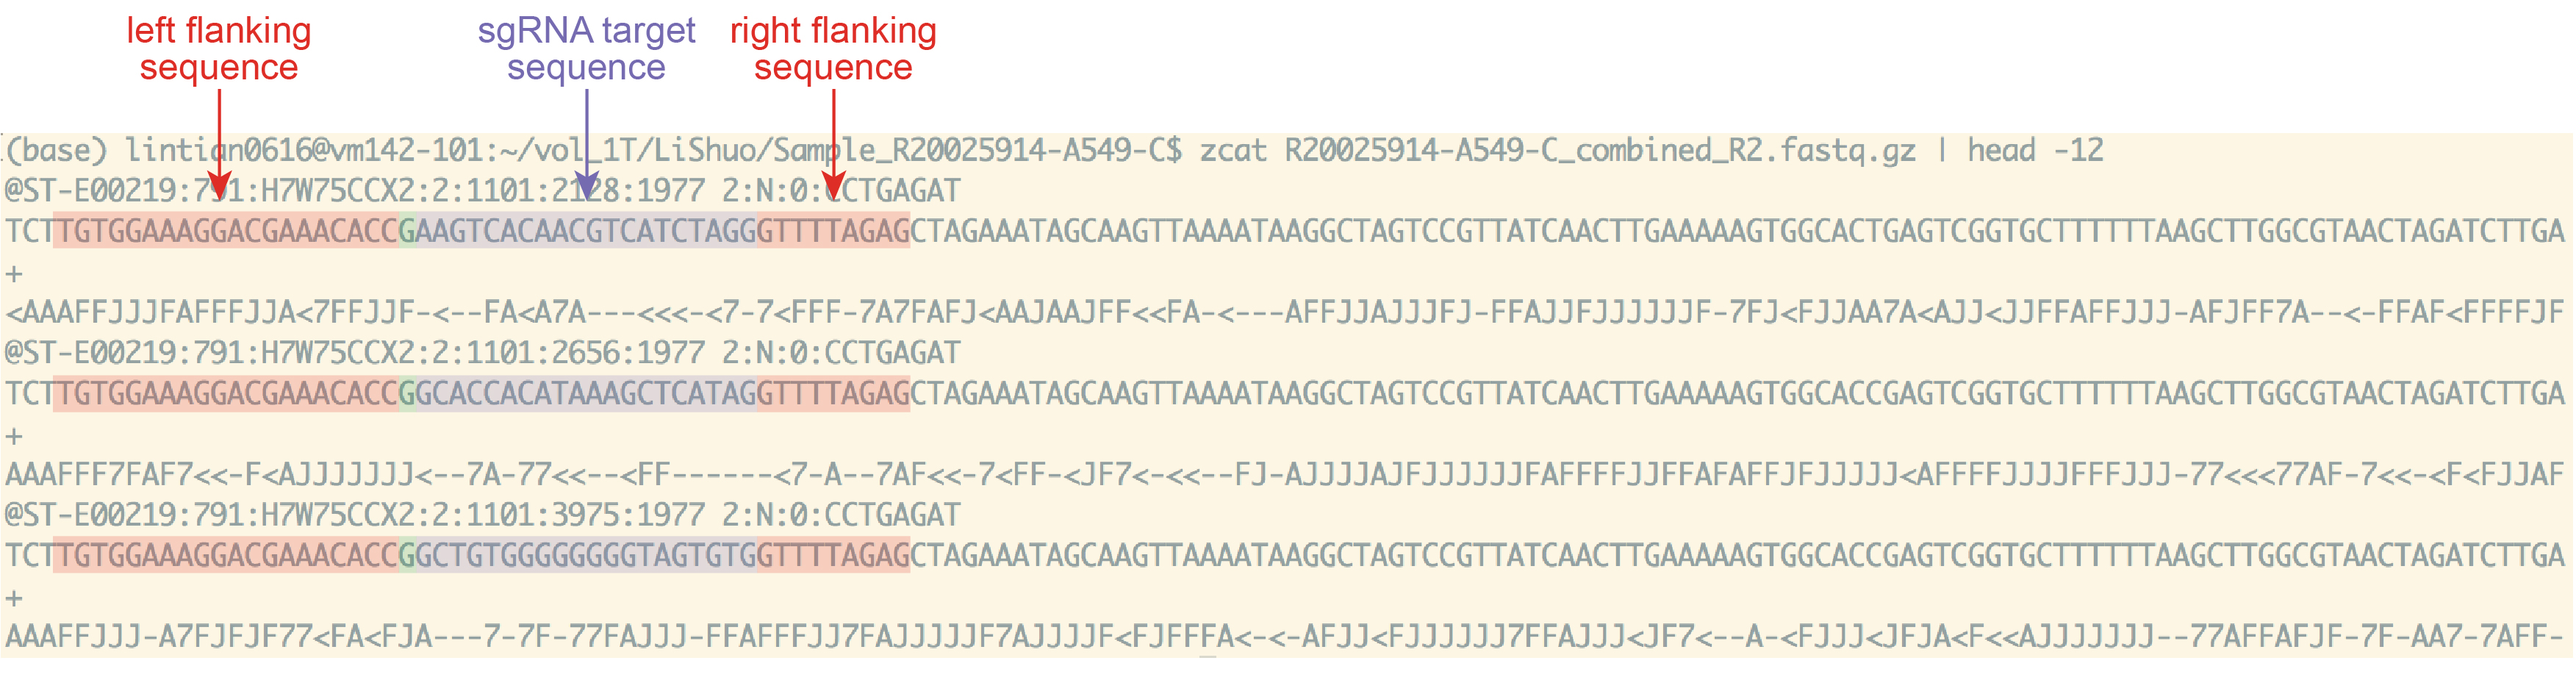 left flanking sequence
sgRNA target sequence
right flanking sequence
(base) lintian0616@vm142-101:~/vol_1T/LiShuo/Sample_R20025914-A549-C$ zcat R20025914-A549-C_combined_R2.fastq.gz | head -12
@ST-E00219:791:H7W75CCX2:2:1101:2128:1977 2:N:0:CCTGAGAT
TCTTGTGGAAAGGACGAAACACCGAAGTCACAACGTCATCTAGGGTTTTAGAGCTAGAAATAGCAAGTTAAAATAAGGCTAGTCCGTTATCAACTTGAAAAAGTGGCACTGAGTCGGTGCTTTTTTAAGCTTGGCGTAACTAGATCTTGA
+
<AAAFFJJJFAFFFJJA<7FFJJF-<--FA<A7A---<<<-<7-7<FFF-7A7FAFJ<AAJAAJFF<<FA-<---AFFJJAJJJFJ-FFAJJFJJJJJJF-7FJ<FJJAA7A<AJJ<JJFFAFFJJJ-AFJFF7A--<-FFAF<FFFFJF
@ST-E00219:791:H7W75CCX2:2:1101:2656:1977 2:N:0:CCTGAGAT
TCTTGTGGAAAGGACGAAACACCGGCACCACATAAAGCTCATAGGTTTTAGAGCTAGAAATAGCAAGTTAAAATAAGGCTAGTCCGTTATCAACTTGAAAAAGTGGCACCGAGTCGGTGCTTTTTTAAGCTTGGCGTAACTAGATCTTGA
+
AAAFFF7FAF7<<-F<AJJJJJJJ<--7A-77<<--<FF------<7-A--7AF<<-7<FF-<JF7<-<<--FJ-AJJJJAJFJJJJJJFAFFFFJJFFAFAFFJFJJJJJ<AFFFFJJJJFFFJJJ-77<<<77AF-7<<-<F<FJJAF
@ST-E00219:791:H7W75CCX2:2:1101:3975:1977 2:N:0:CCTGAGAT
TCTTGTGGAAAGGACGAAACACCGGCTGTGGGGGGGTAGTGTGGTTTTAGAGCTAGAAATAGCAAGTTAAAATAAGGCTAGTCCGTTATCAACTTGAAAAAGTGGCACCGAGTCGGTGCTTTTTTAAGCTTGGCGTAACTAGATCTTGA
+
AAAFFJJJ-A7FJFJF77<FA<FJA---7-7F-77FAJJJ-FFAFFFJJ7FAJJJJJF7AJJJJF<FJFFFA<-<-AFJJ<FJJJJJJ7FFAJJJ<JF7<--A-<FJJJ<JFJA<F<<AJJJJJJJ--77AFFAFJF-7F-AA7-7AFF-